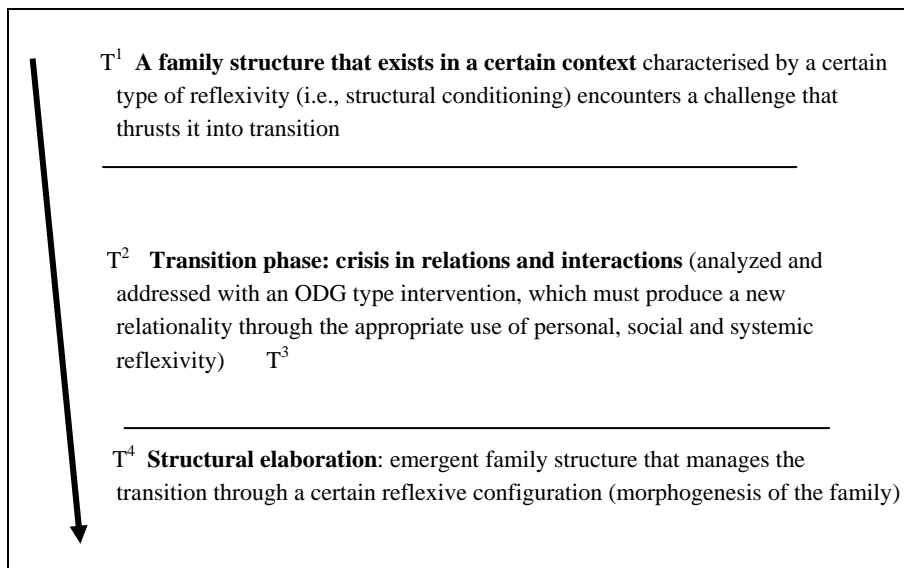 T¹ A family structure that exists in a certain context characterised by a certain
type of reflexivity (i.e., structural conditioning) encounters a challenge that
thrusts it into transition
T² Transition phase: crisis in relations and interactions (analyzed and
addressed with an ODG type intervention, which must produce a new
relationality through the appropriate use of personal, social and systemic
reflexivity) T³
T⁴ Structural elaboration: emergent family structure that manages the
transition through a certain reflexive configuration (morphogenesis of the family)